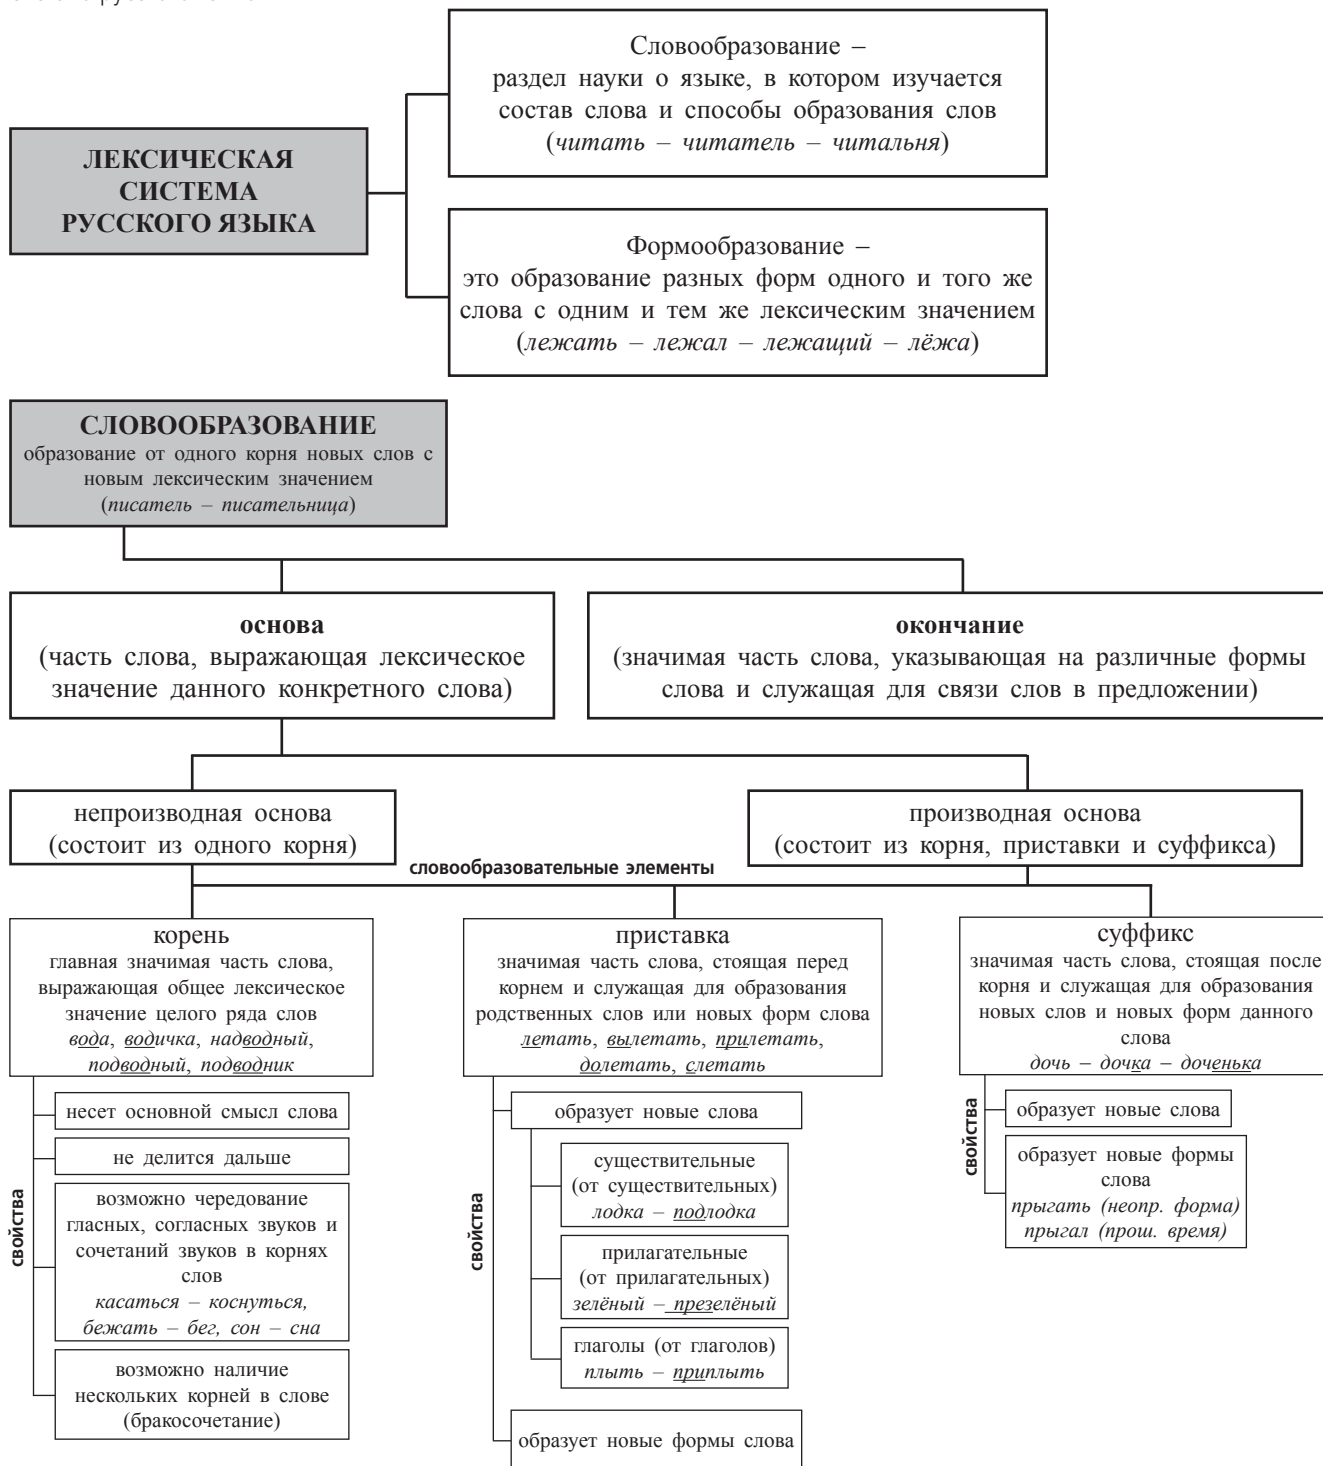 Словообразование –
раздел науки о языке, в котором изучается
состав слова и способы образования слов
(читать – читатель – читальня)
ЛЕКСИЧЕСКАЯ
СИСТЕМА
РУССКОГО ЯЗЫКА
Формообразование –
это образование разных форм одного и того же
слова с одним и тем же лексическим значением
(лежать – лежал – лежащий – лёжа)
СЛОВООБРАЗОВАНИЕ
образование от одного корня новых слов с
новым лексическим значением
(писатель – писательница)
основа
(часть слова, выражающая лексическое
значение данного конкретного слова)
окончание
(значимая часть слова, указывающая на различные формы
слова и служащая для связи слов в предложении)
непроизводная основа
(состоит из одного корня)
производная основа
(состоит из корня, приставки и суффикса)
словообразовательные элементы
корень
главная значимая часть слова,
выражающая общее лексическое
значение целого ряда слов
вода, водичка, надводный,
подводный, подводник
свойства
несет основной смысл слова
не делится дальше
возможно чередование
гласных, согласных звуков и
сочетаний звуков в корнях
слов
касаться – коснуться,
бежать – бег, сон – сна
возможно наличие
нескольких корней в слове
(бракосочетание)
приставка
значимая часть слова, стоящая перед
корнем и служащая для образования
родственных слов или новых форм слова
летать, вылетать, прилетать,
долетать, слетать
свойства
образует новые слова
существительные
(от существительных)
лодка – подлодка
прилагательные
(от прилагательных)
зелёный – презелёный
глаголы (от глаголов)
плыть – приплыть
образует новые формы слова
суффикс
значимая часть слова, стоящая после
корня и служащая для образования
новых слов и новых форм данного
слова
дочь – дочка – доченька
свойства
образует новые слова
образует новые формы
слова
прыгать (неопр. форма)
прыгал (прош. время)